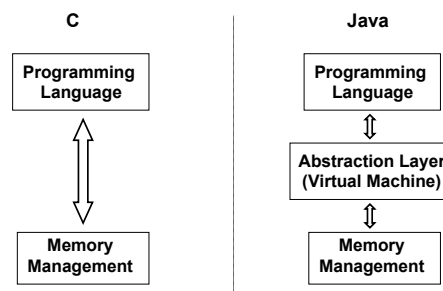 C
Programming
Language
Memory
Management
Java
Programming
Language
Abstraction Layer
(Virtual Machine)
Memory
Management